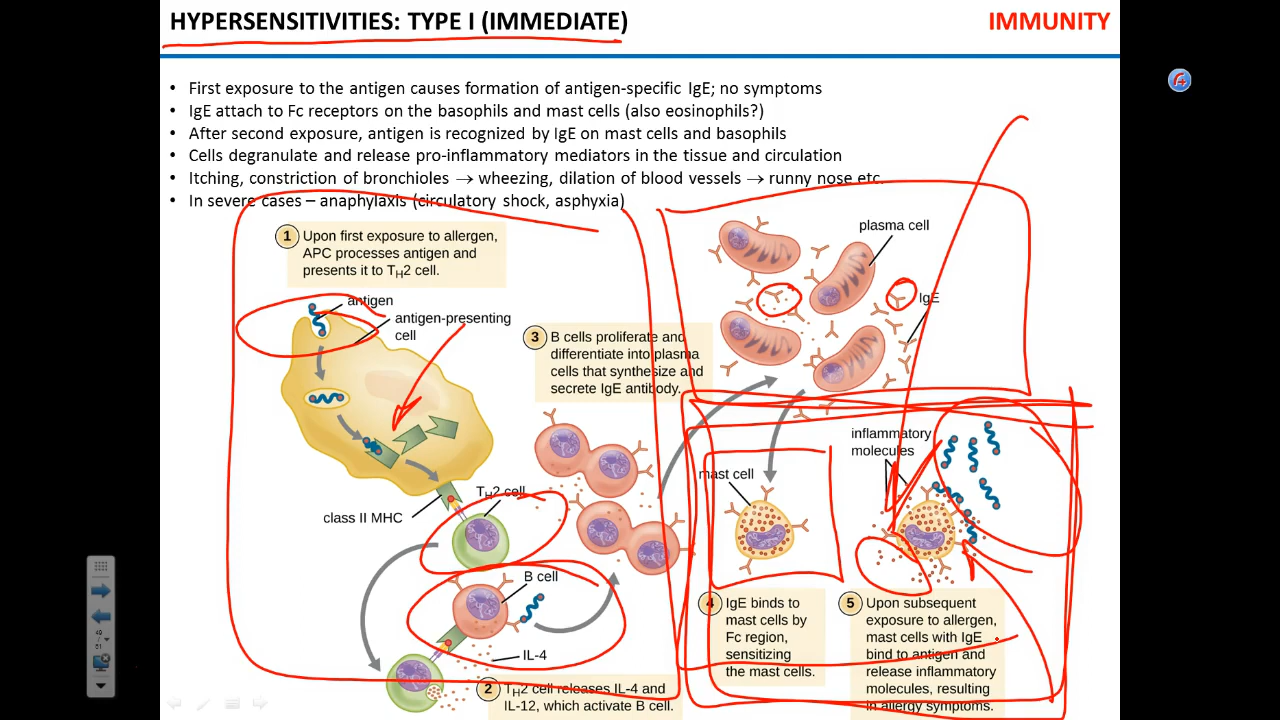 HYPERSENSITIVITIES: TYPE I (IMMEDIATE)
IMMUNITY
• First exposure to the antigen causes formation of antigen-specific IgE; no symptoms
• IgE attach to Fc receptors on the basophils and mast cells (also eosinophils?)
• After second exposure, antigen is recognized by IgE on mast cells and basophils
• Cells degranulate and release pro-inflammatory mediators in the tissue and circulation
• Itching, constriction of bronchioles → wheezing, dilation of blood vessels → runny nose etc.
• In severe cases – anaphylaxis (circulatory shock, asphyxia)
1 Upon first exposure to allergen,
APC processes antigen and
presents it to TH2 cell.
plasma cell
antigen
antigen-presenting
cell
IgE
3 B cells proliferate and
differentiate into plasma
cells that synthesize and
secrete IgE antibody.
inflammatory
molecules
mast cell
TH2 cell
class II MHC
B cell
IL-4
2 TH2 cell releases IL-4 and
IL-12, which activate B cell.
4 IgE binds to
mast cells by
Fc region,
sensitizing
the mast cells.
5 Upon subsequent
exposure to allergen,
mast cells with IgE
bind to antigen and
release inflammatory
molecules, resulting
in allergy symptoms.